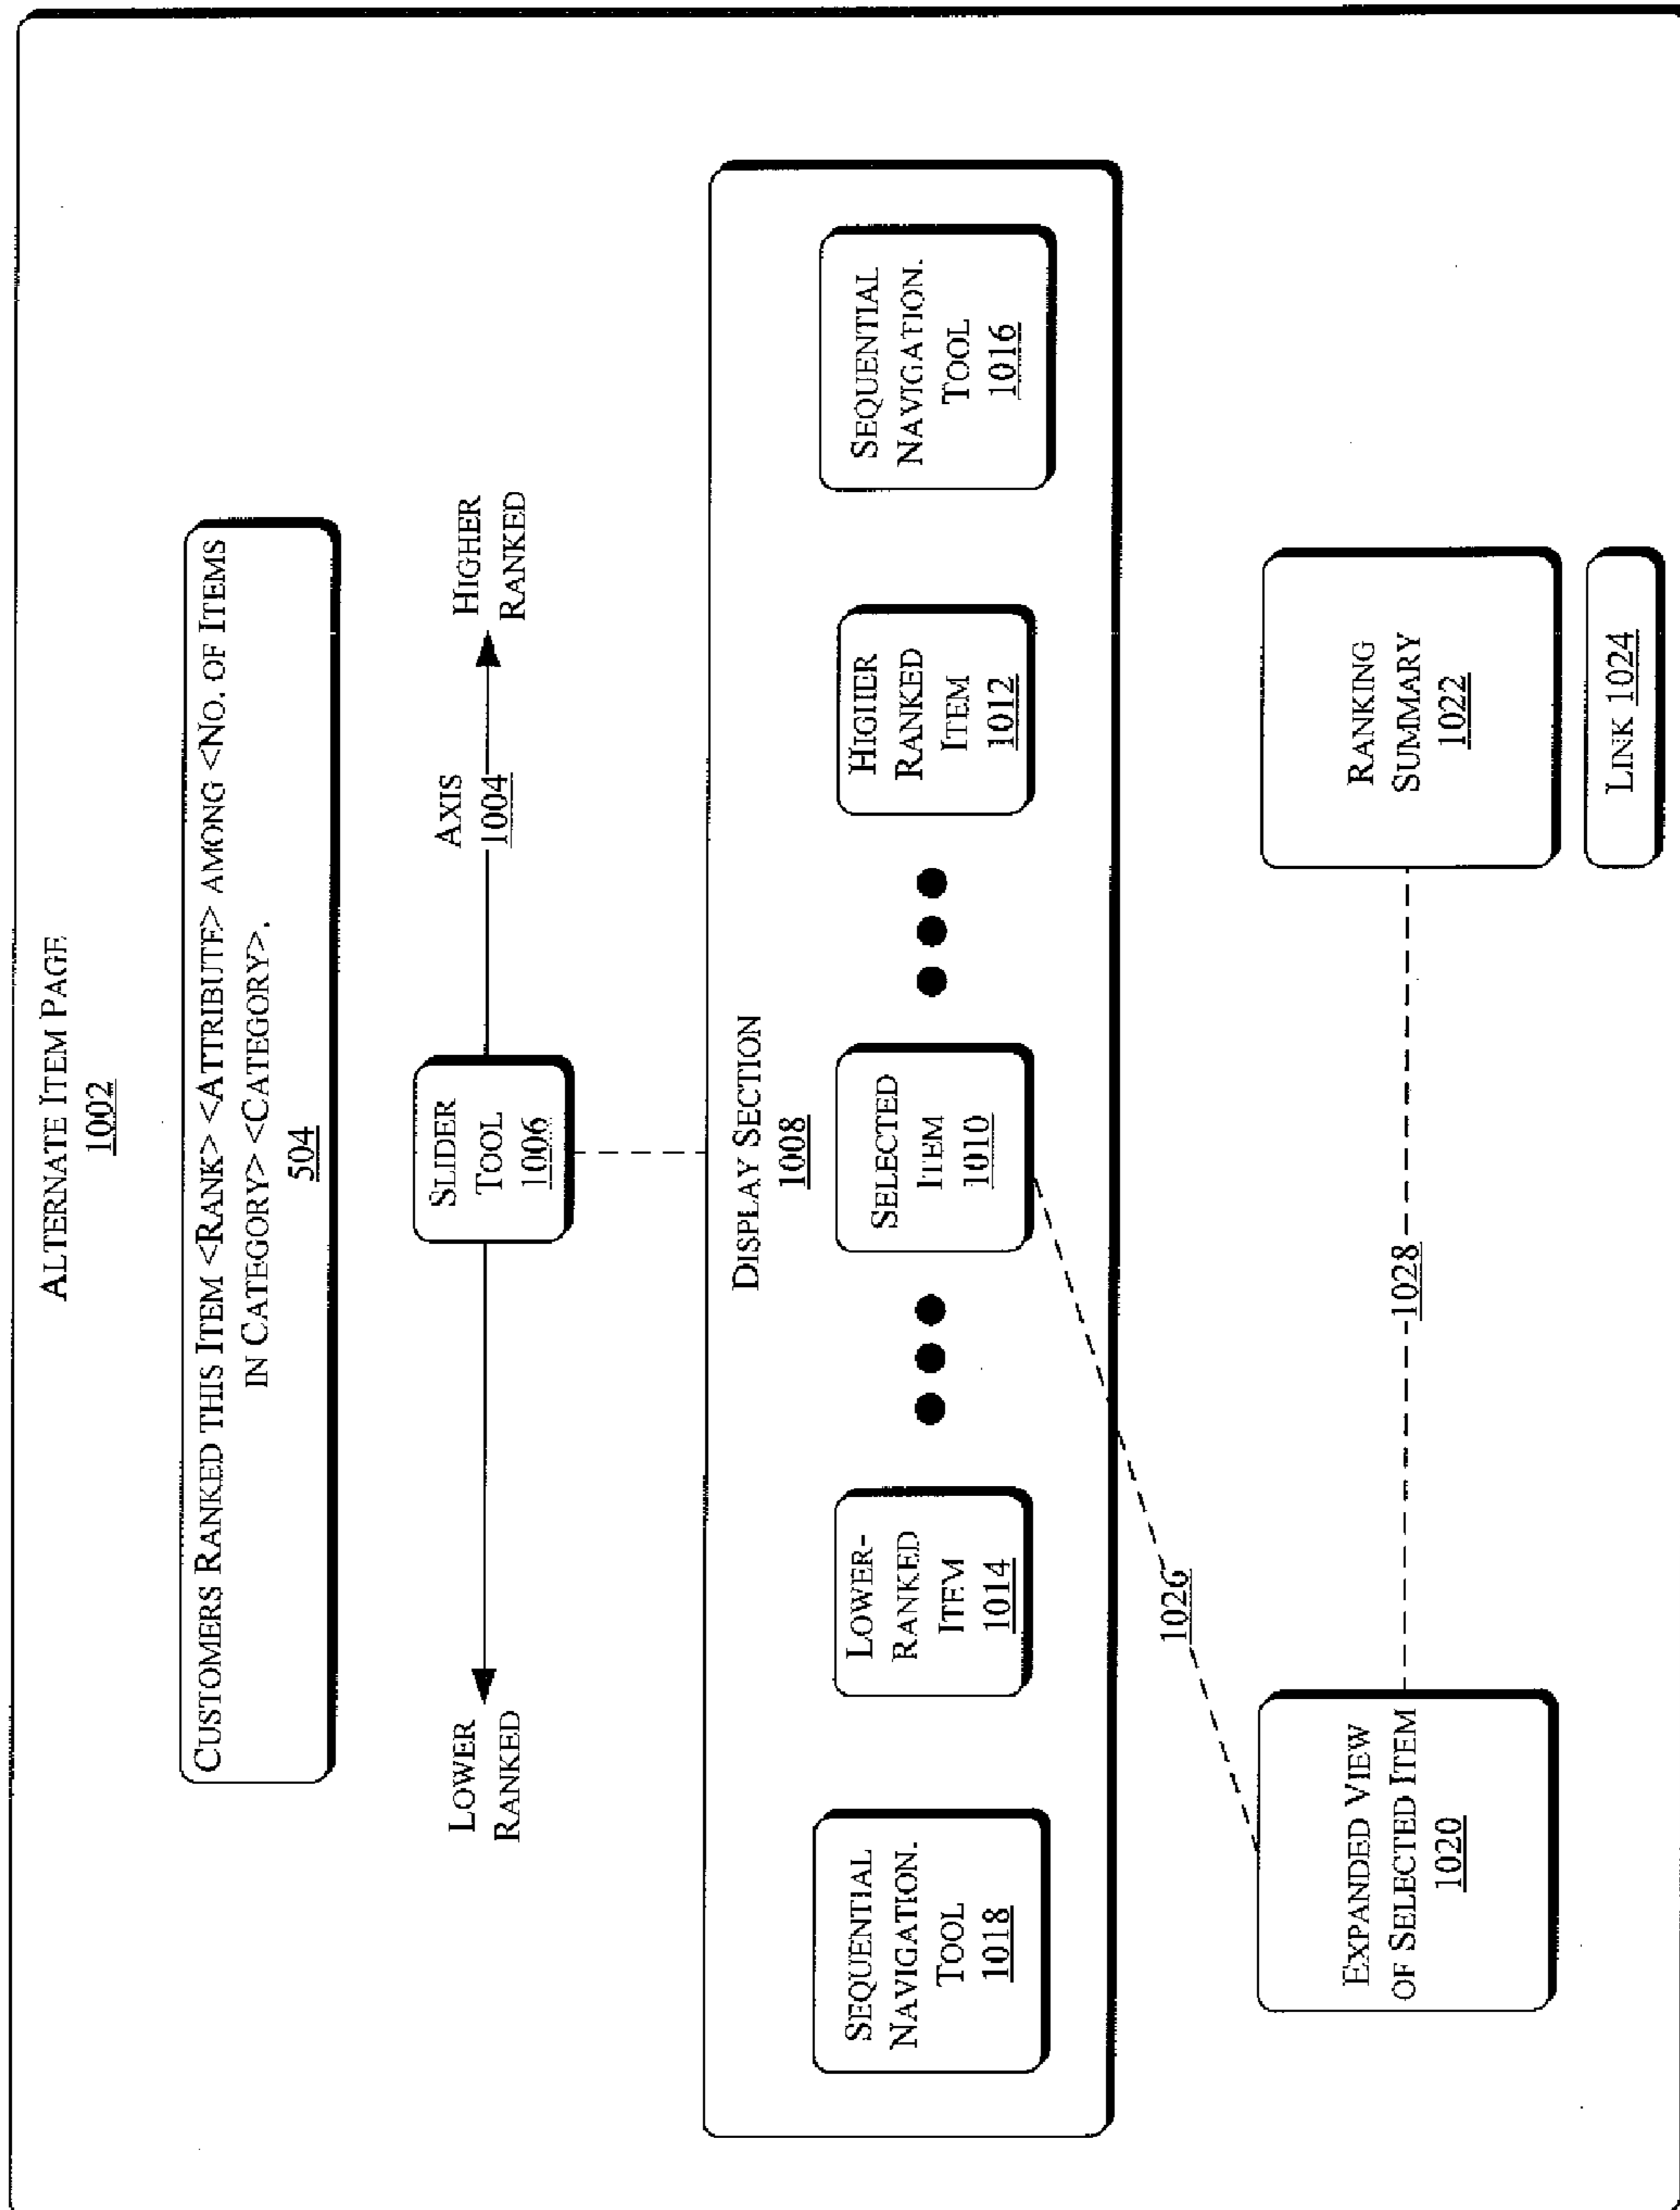 ALTERNATE ITEM PAGE
1002
CUSTOMERS RANKED THIS ITEM <RANK> <ATTRIBUTE> AMONG <NO. OF ITEMS
IN CATEGORY> <CATEGORY>.
504
LOWER
RANKED
SLIDER
TOOL
1006
AXIS
1004
HIGHER
RANKED
DISPLAY SECTION
1008
SEQUENTIAL
NAVIGATION.
TOOL
1018
LOWER-
RANKED
ITEM
1014
SELECTED
ITEM
1010
HIGHER
RANKED
ITEM
1012
SEQUENTIAL
NAVIGATION.
TOOL
1016
1026
EXPANDED VIEW
OF SELECTED ITEM
1020
1028
RANKING
SUMMARY
1022
LINK 1024